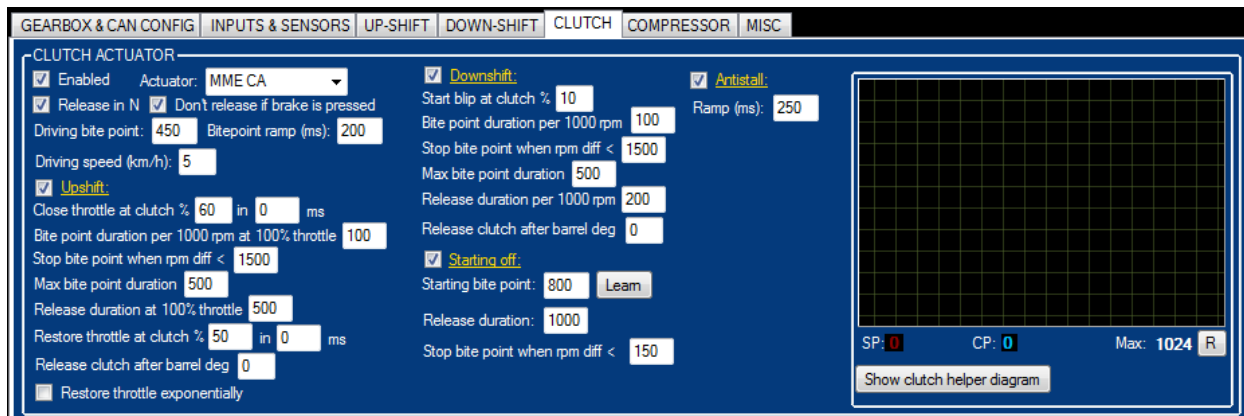 GEARBOX & CAN CONFIG INPUTS & SENSORS UP-SHIFT DOWN-SHIFT CLUTCH COMPRESSOR MISC
CLUTCH ACTUATOR
Enabled Actuator: MME CA
Release in N Don't release if brake is pressed
Driving bite point: 450 Bitepoint ramp (ms): 200
Driving speed (km/h): 5
Upshift:
Close throttle at clutch % 60 in 0 ms
Bite point duration per 1000 rpm at 100% throttle 100
Stop bite point when rpm diff < 1500
Max bite point duration 500
Release duration at 100% throttle 500
Restore throttle at clutch % 50 in 0 ms
Release clutch after barrel deg 0
Restore throttle exponentially
Downshift:
Start blip at clutch % 10
Bite point duration per 1000 rpm 100
Stop bite point when rpm diff < 1500
Max bite point duration 500
Release duration per 1000 rpm 200
Release clutch after barrel deg 0
Starting off:
Starting bite point: 800 Learn
Release duration: 1000
Stop bite point when rpm diff < 150
Antistall:
Ramp (ms): 250
SP: 0 CP: 0 Max: 1024 R
Show clutch helper diagram